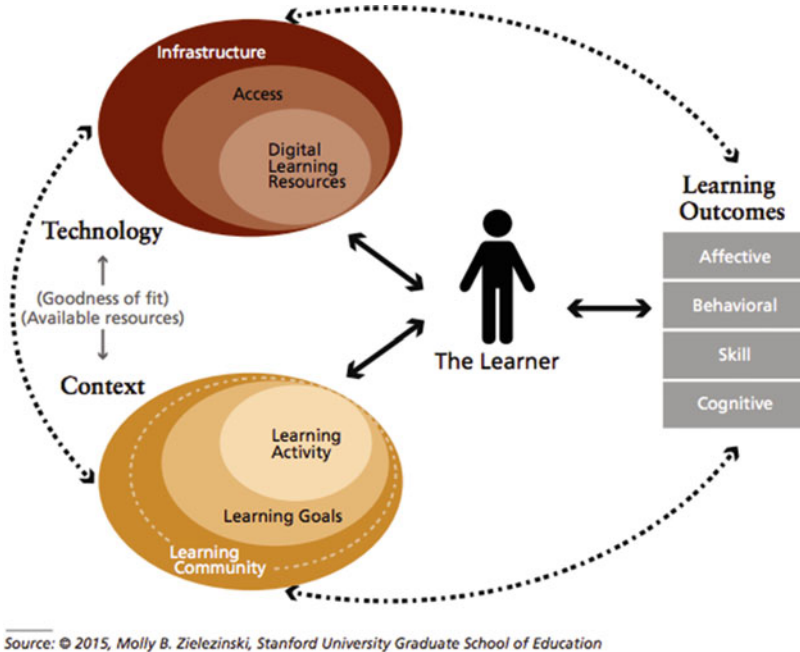 Infrastructure
Access
Digital
Learning
Resources
Technology
(Goodness of fit)
(Available resources)
Context
Learning
Activity
Learning Goals
Learning
Community
The Learner
Learning
Outcomes
Affective
Behavioral
Skill
Cognitive
Source: © 2015, Molly B. Zielezinski, Stanford University Graduate School of Education